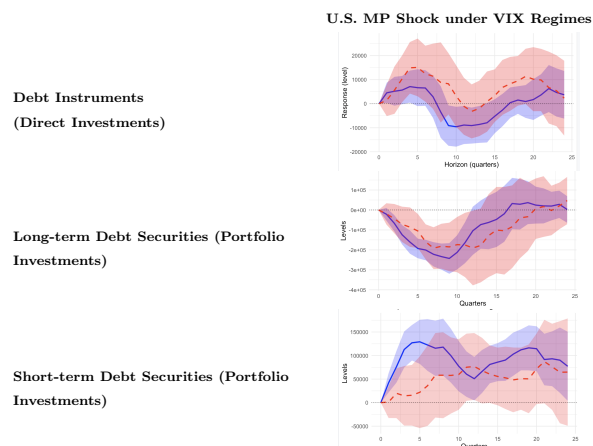 U.S. MP Shock under VIX Regimes
Debt Instruments
(Direct Investments)
Response (level)
20000
10000
0
-10000
-20000
0
5
10
15
20
25
Horizon (quarters)
Long-term Debt Securities (Portfolio
Investments)
Levels
1e+05
0e+00
-1e+05
-2e+05
-3e+05
-4e+05
0
5
10
15
20
25
Quarters
Short-term Debt Securities (Portfolio
Investments)
Levels
150000
100000
50000
0
-50000
0
5
10
15
20
25